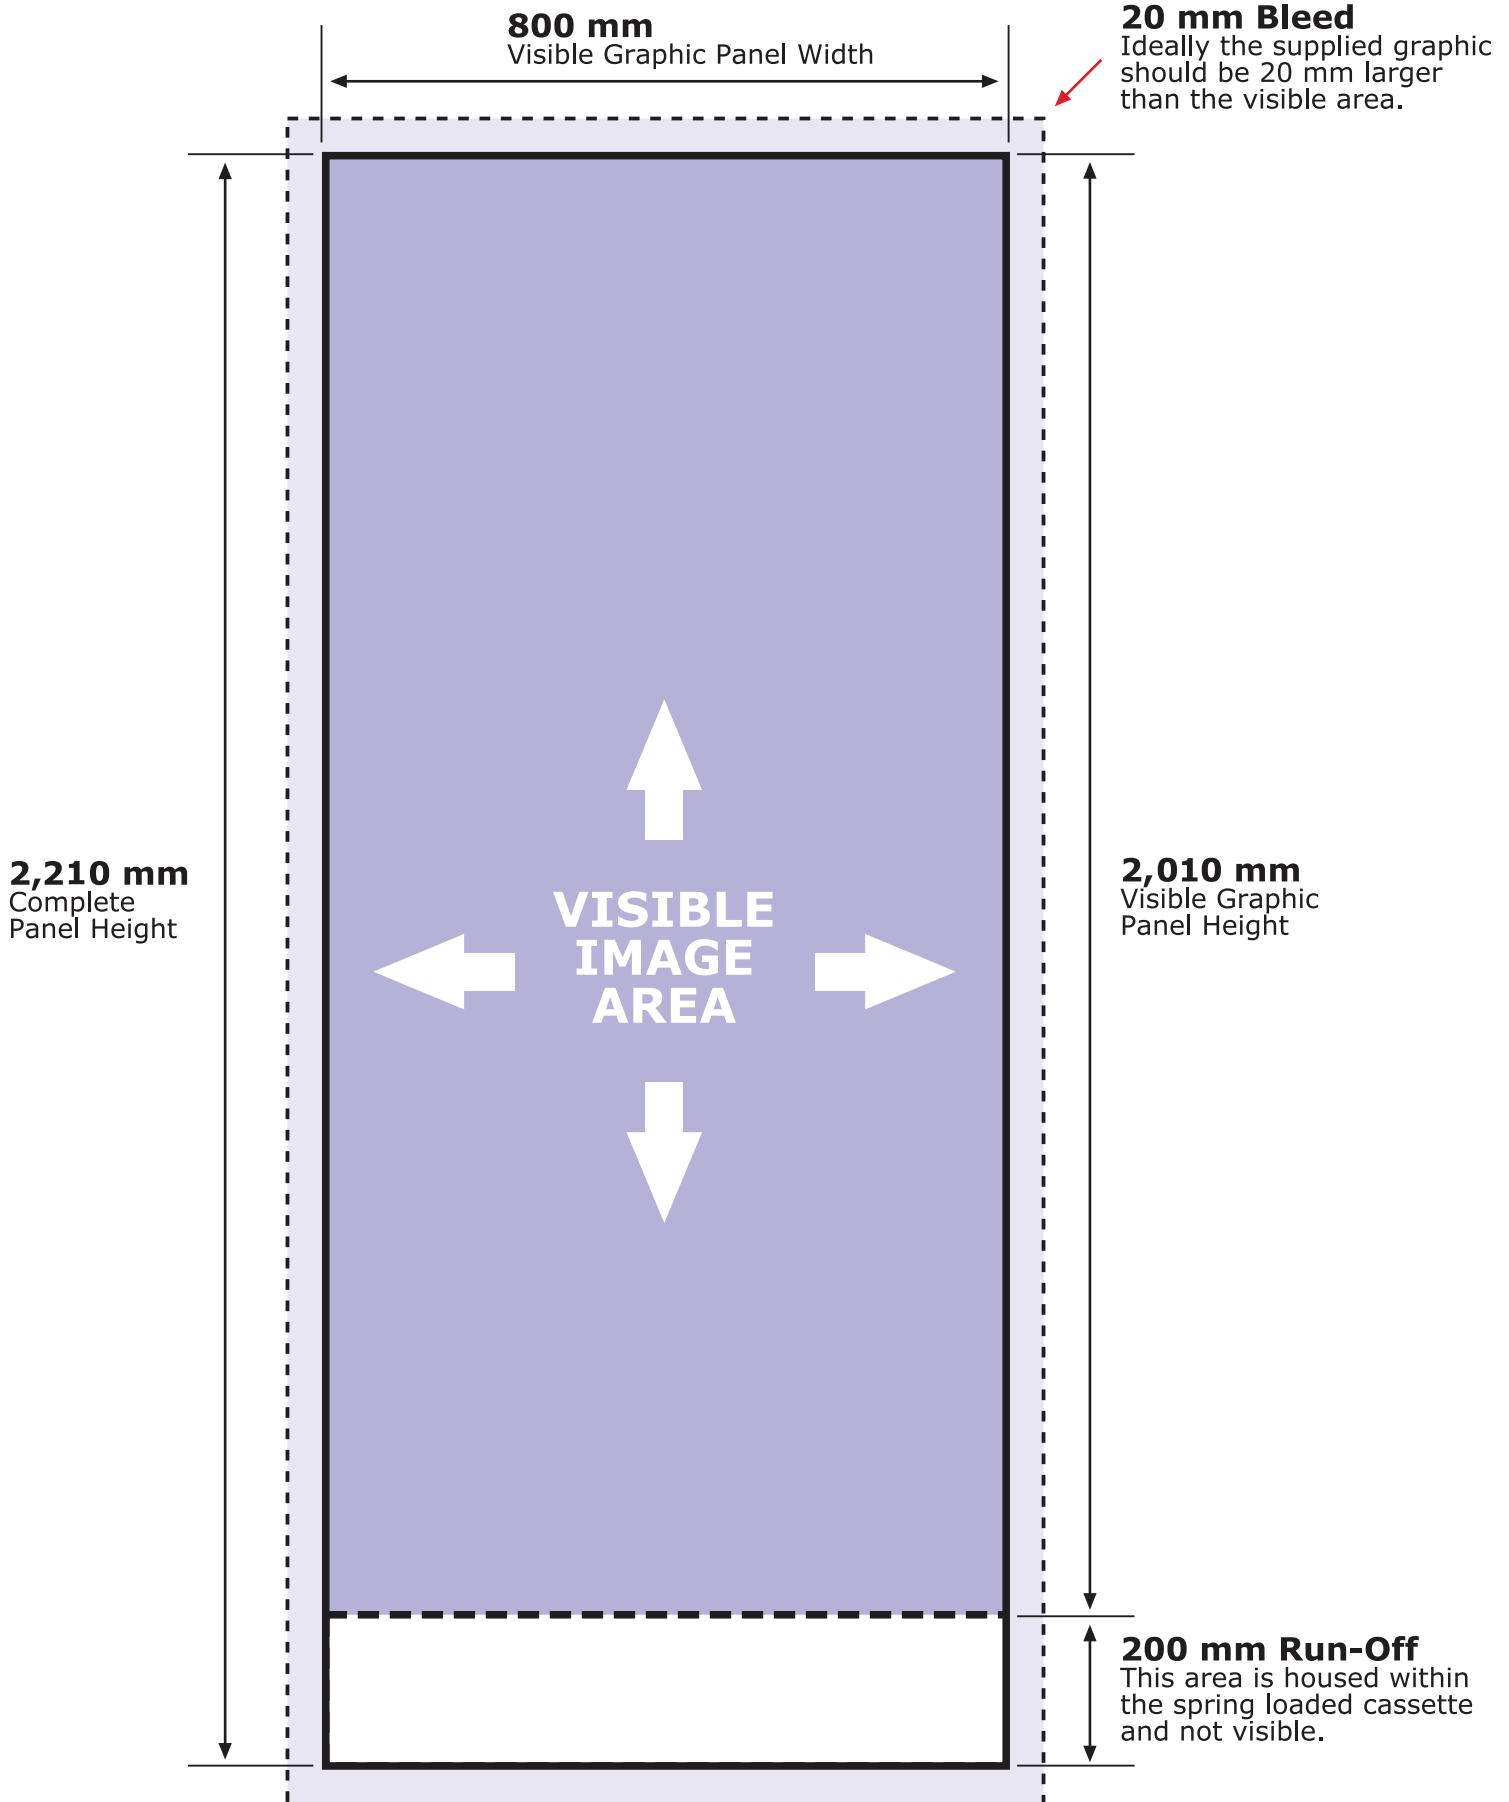 800 mm
Visible Graphic Panel Width
20 mm Bleed
Ideally the supplied graphic
should be 20 mm larger
than the visible area.
2,210 mm
Complete
Panel Height
VISIBLE
IMAGE
AREA
2,010 mm
Visible Graphic
Panel Height
200 mm Run-Off
This area is housed within
the spring loaded cassette
and not visible.